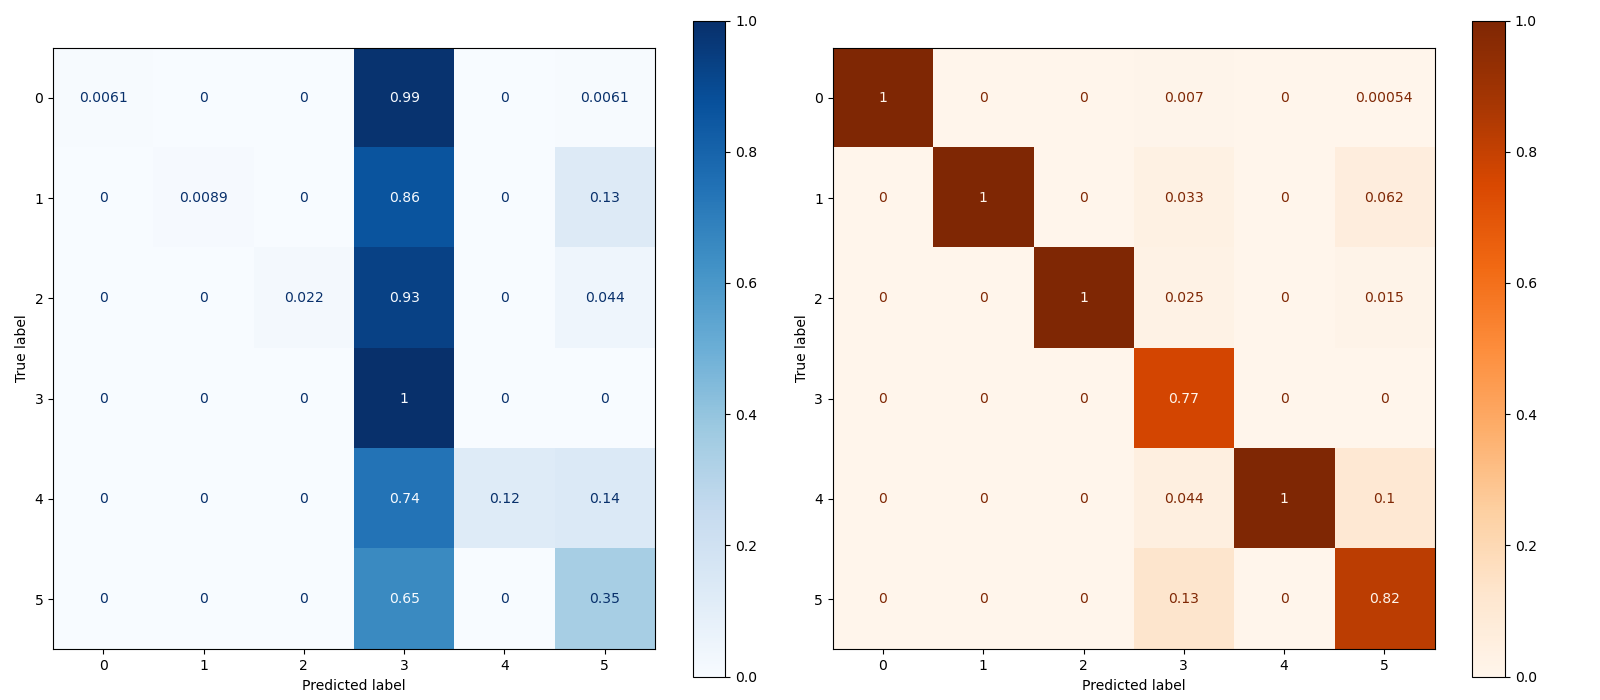 0 0.0061 0 0 0.99 0 0.0061
1 0 0.0089 0 0.86 0 0.13
2 0 0 0.022 0.93 0 0.044
3 0 0 0 1 0 0
4 0 0 0 0.74 0.12 0.14
5 0 0 0 0.65 0 0.35
0 1 2 3 4 5
True label
Predicted label
1.0
0.8
0.6
0.4
0.2
0.0
0 1 0 0 0.007 0 0.00054
1 0 1 0 0.033 0 0.062
2 0 0 1 0.025 0 0.015
3 0 0 0 0.77 0 0
4 0 0 0 0.044 1 0.1
5 0 0 0 0.13 0 0.82
0 1 2 3 4 5
True label
Predicted label
1.0
0.8
0.6
0.4
0.2
0.0